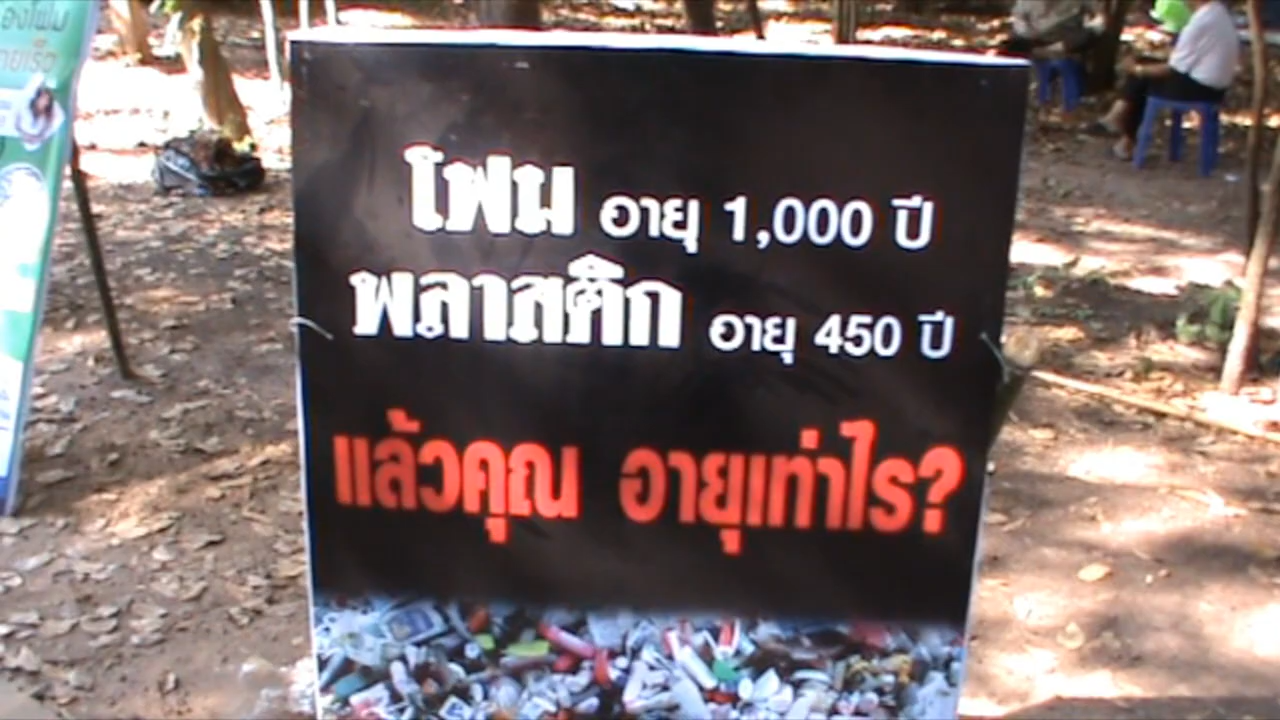 โฟม อายุ 1,000 ปี
พลาสติก อายุ 450 ปี
แล้วคุณ อายุเท่าไร?